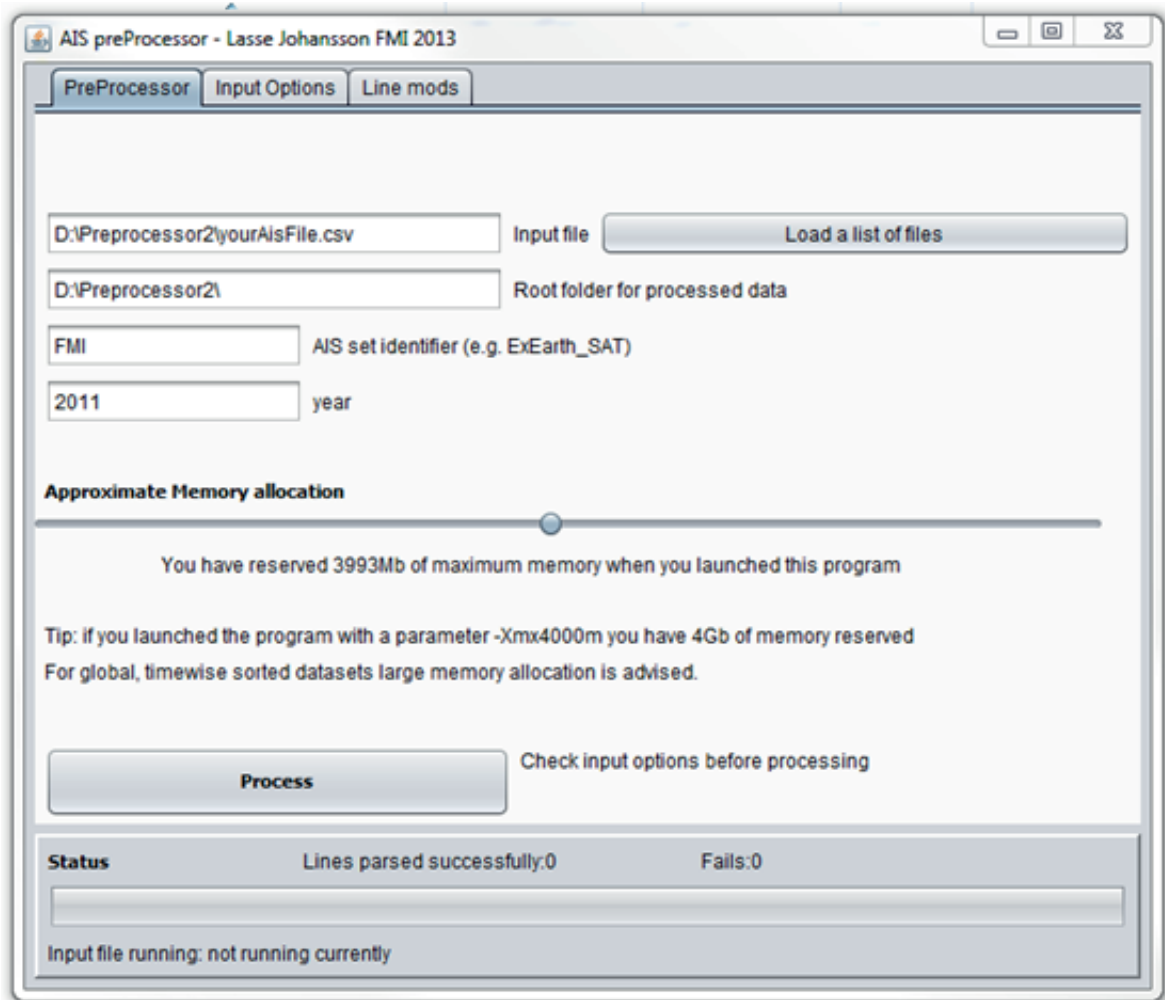 AIS preProcessor - Lasse Johansson FMI 2013
PreProcessor Input Options Line mods
D:\Preprocessor2\yourAisFile.csv Input file Load a list of files
D:\Preprocessor2\ Root folder for processed data
FMI AIS set identifier (e.g. ExEarth_SAT)
2011 year
Approximate Memory allocation
You have reserved 3993Mb of maximum memory when you launched this program
Tip: if you launched the program with a parameter -Xmx4000m you have 4Gb of memory reserved
For global, timewise sorted datasets large memory allocation is advised.
Process Check input options before processing
Status Lines parsed successfully:0 Fails:0
Input file running: not running currently